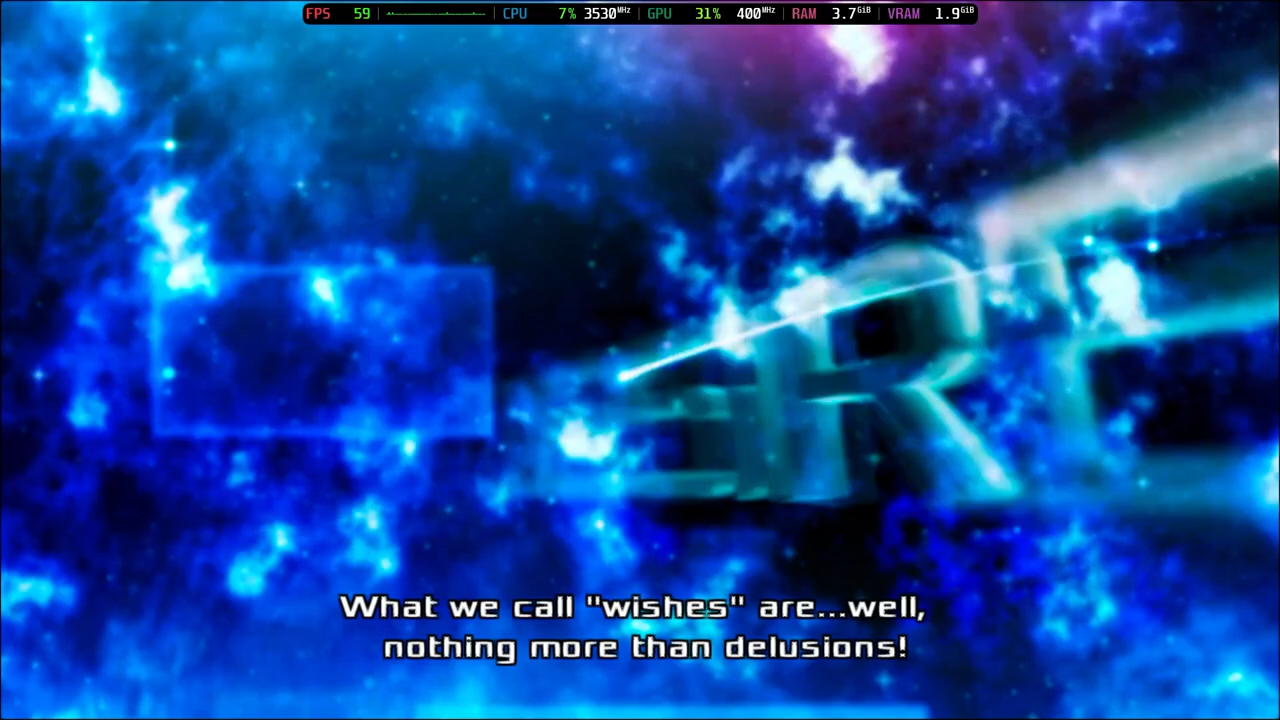 FPS 59 CPU 7% 3530MHz GPU 31% 400MHz RAM 3.7GiB VRAM 1.9GiB
What we call "wishes" are...well,
nothing more than delusions!